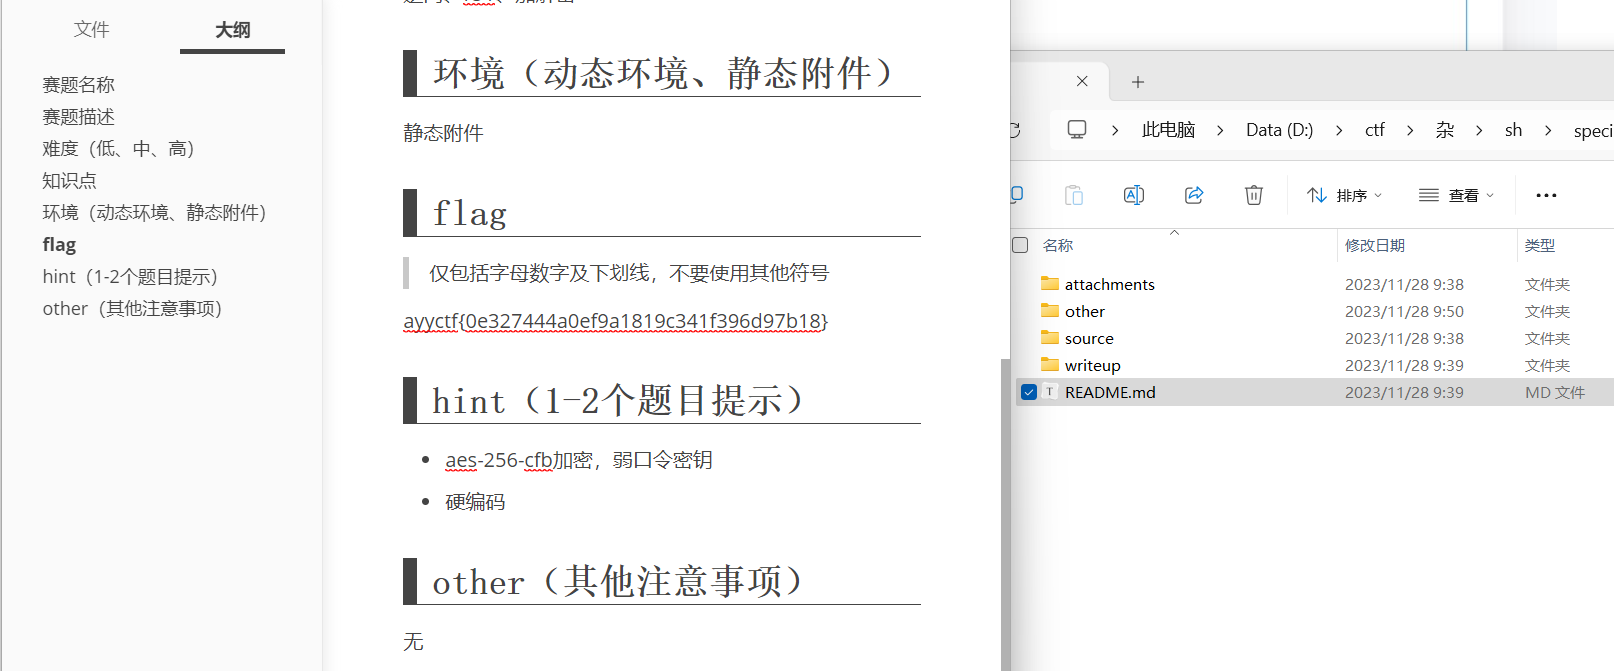 文件
大纲
赛题名称
赛题描述
难度（低、中、高）
知识点
环境（动态环境、静态附件）
flag
hint（1-2个题目提示）
other（其他注意事项）
环境（动态环境、静态附件）
静态附件
flag
仅包括字母数字及下划线，不要使用其他符号
ayyctf{0e327444a0ef9a1819c341f396d97b18}
hint（1-2个题目提示）
aes-256-cfb加密，弱口令密钥
硬编码
other（其他注意事项）
无
此电脑 > Data (D:) > ctf > 杂 > sh > speci
排序 查看
名称 修改日期 类型
attachments 2023/11/28 9:38 文件夹
other 2023/11/28 9:50 文件夹
source 2023/11/28 9:38 文件夹
writeup 2023/11/28 9:39 文件夹
README.md 2023/11/28 9:39 MD 文件